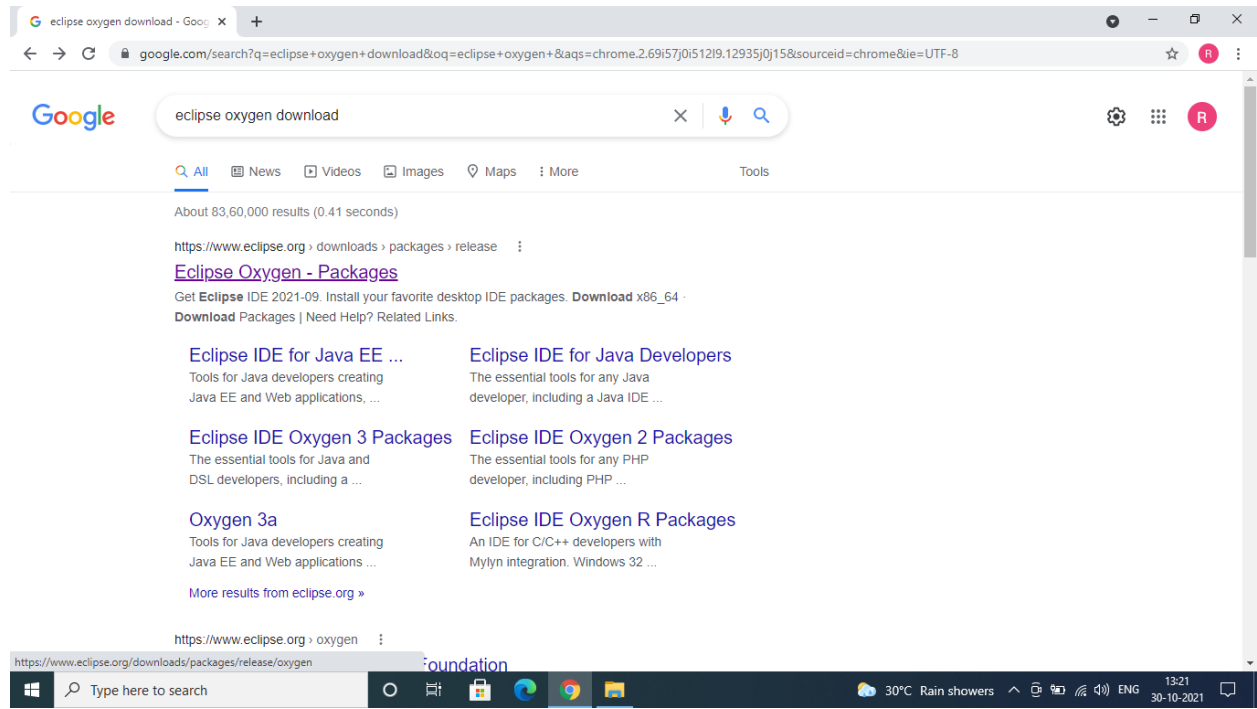 eclipse oxygen download - Goog
google.com/search?q=eclipse+oxygen+download&oq=eclipse+oxygen+&aqs=chrome.2.69i57j0i512l9.12935j0j15&sourceid=chrome&ie=UTF-8
R
Google
eclipse oxygen download
R
All News Videos Images Maps More Tools
About 83,60,000 results (0.41 seconds)
https://www.eclipse.org › downloads › packages › release
Eclipse Oxygen - Packages
Get Eclipse IDE 2021-09. Install your favorite desktop IDE packages. Download x86_64 ·
Download Packages | Need Help? Related Links.
Eclipse IDE for Java EE ...
Tools for Java developers creating
Java EE and Web applications, ...
Eclipse IDE for Java Developers
The essential tools for any Java
developer, including a Java IDE ...
Eclipse IDE Oxygen 3 Packages
The essential tools for Java and
DSL developers, including a ...
Eclipse IDE Oxygen 2 Packages
The essential tools for any PHP
developer, including PHP ...
Oxygen 3a
Tools for Java developers creating
Java EE and Web applications ...
Eclipse IDE Oxygen R Packages
An IDE for C/C++ developers with
Mylyn integration. Windows 32 ...
More results from eclipse.org »
https://www.eclipse.org › oxygen
https://www.eclipse.org/downloads/packages/release/oxygen
Foundation
Type here to search
30°C Rain showers
ENG
13:21
30-10-2021